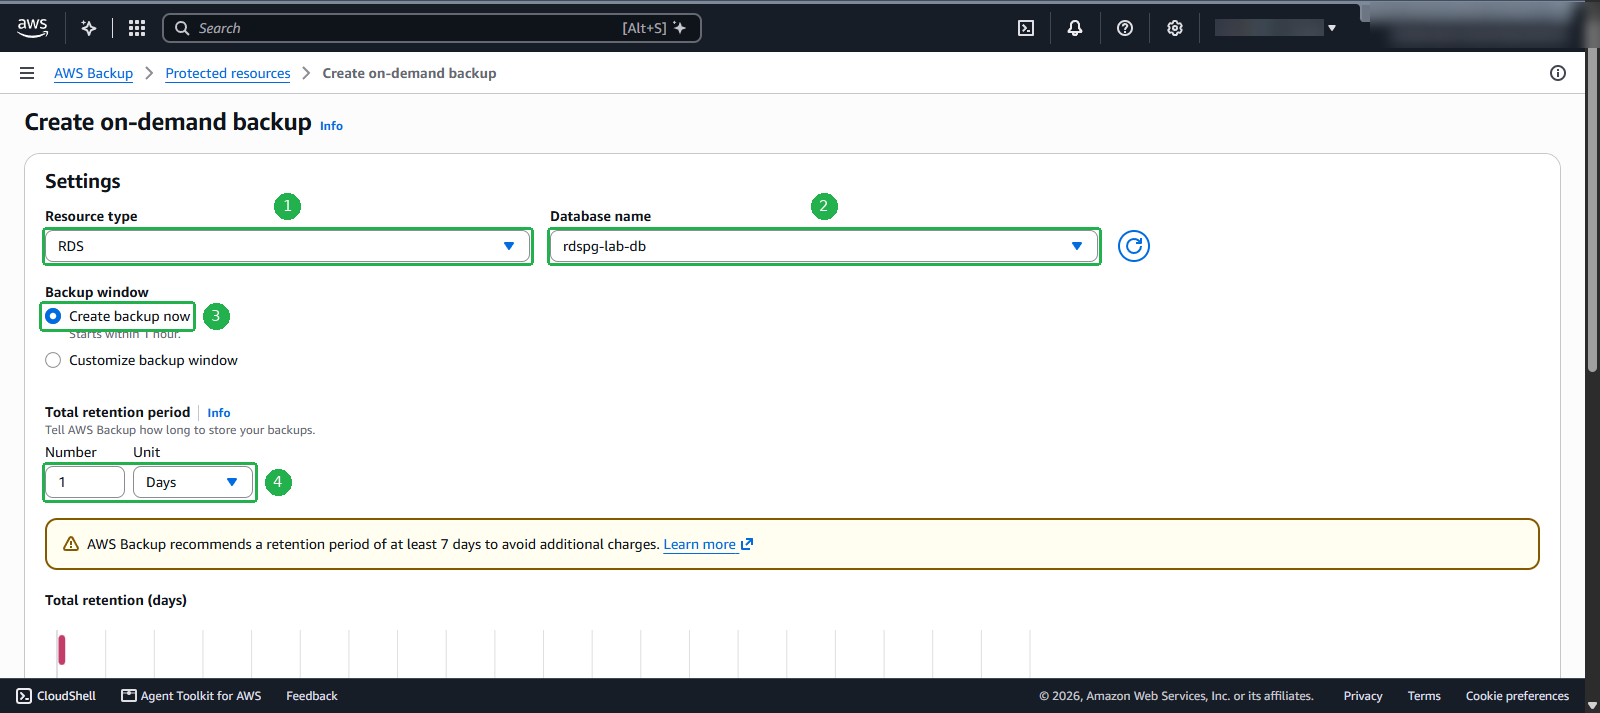 aws
Search [Alt+S]
AWS Backup Protected resources Create on-demand backup
Create on-demand backup Info
Settings
1 2
Resource type Database name
RDS rdspg-lab-db
Backup window
Create backup now 3
Starts within 1 hour.
Customize backup window
Total retention period Info
Tell AWS Backup how long to store your backups.
Number Unit
1 Days 4
AWS Backup recommends a retention period of at least 7 days to avoid additional charges. Learn more
Total retention (days)
CloudShell Agent Toolkit for AWS Feedback © 2026, Amazon Web Services, Inc. or its affiliates. Privacy Terms Cookie preferences